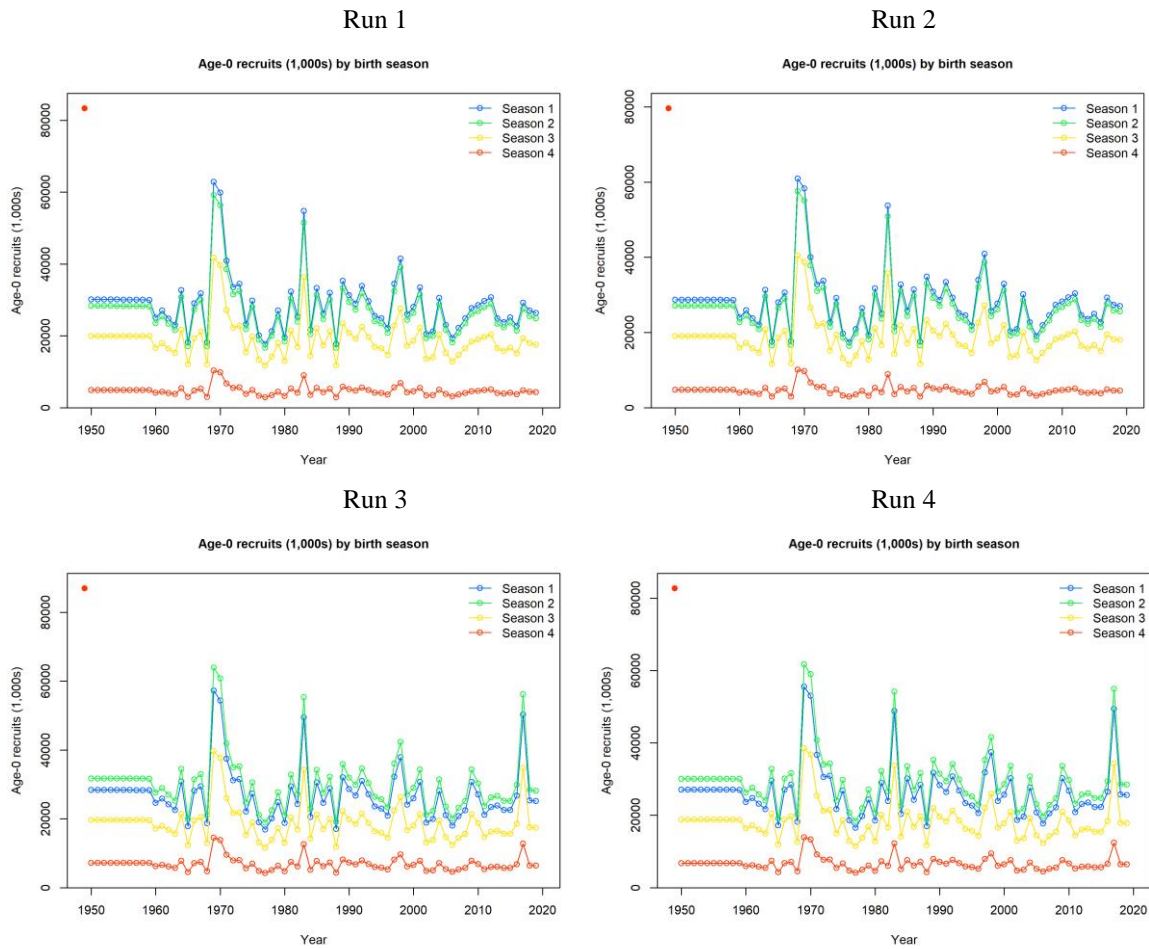 Run 1
Run 2
Age-0 recruits (1,000s) by birth season
Age-0 recruits (1,000s) by birth season
Age-0 recruits (1,000s)
80000
60000
40000
20000
0
Season 1
Season 2
Season 3
Season 4
1950 1960 1970 1980 1990 2000 2010 2020
Year
Age-0 recruits (1,000s)
80000
60000
40000
20000
0
Season 1
Season 2
Season 3
Season 4
1950 1960 1970 1980 1990 2000 2010 2020
Year
Run 3
Run 4
Age-0 recruits (1,000s) by birth season
Age-0 recruits (1,000s) by birth season
Age-0 recruits (1,000s)
80000
60000
40000
20000
0
Season 1
Season 2
Season 3
Season 4
1950 1960 1970 1980 1990 2000 2010 2020
Year
Age-0 recruits (1,000s)
80000
60000
40000
20000
0
Season 1
Season 2
Season 3
Season 4
1950 1960 1970 1980 1990 2000 2010 2020
Year